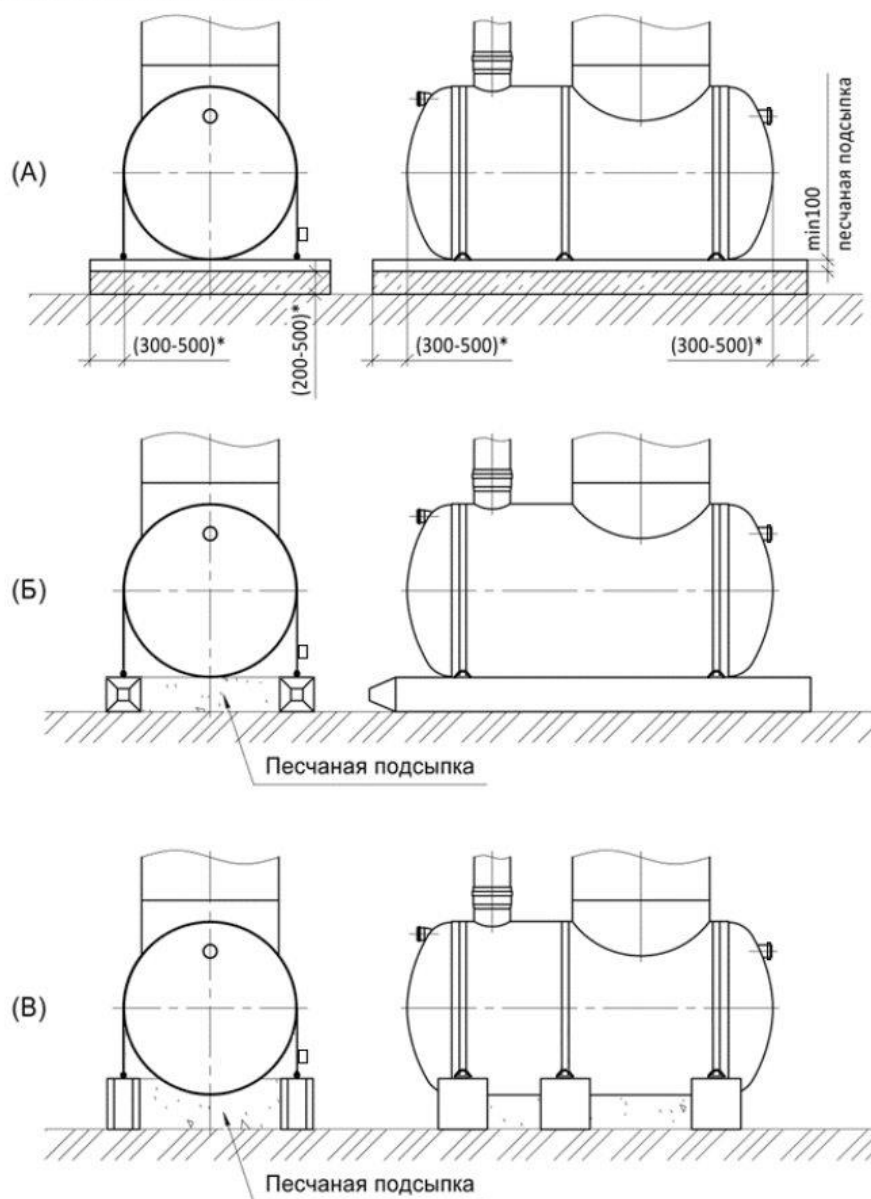 (А)
min100
песчаная подсыпка
(300-500)*
(200-500)*
(300-500)*
(300-500)*
(Б)
Песчаная подсыпка
(В)
Песчаная подсыпка